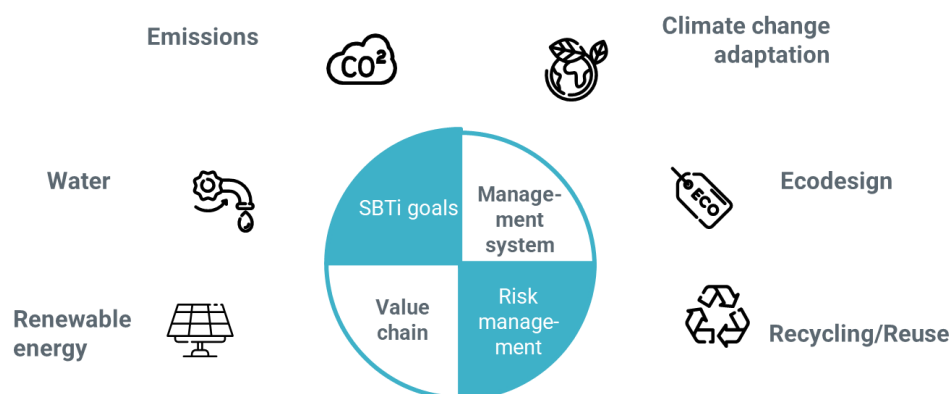 Emissions
CO²
Climate change
adaptation
Water
SBTi goals
Manage-
ment
system
ECO
Ecodesign
Renewable
energy
Value
chain
Risk
manage-
ment
Recycling/Reuse